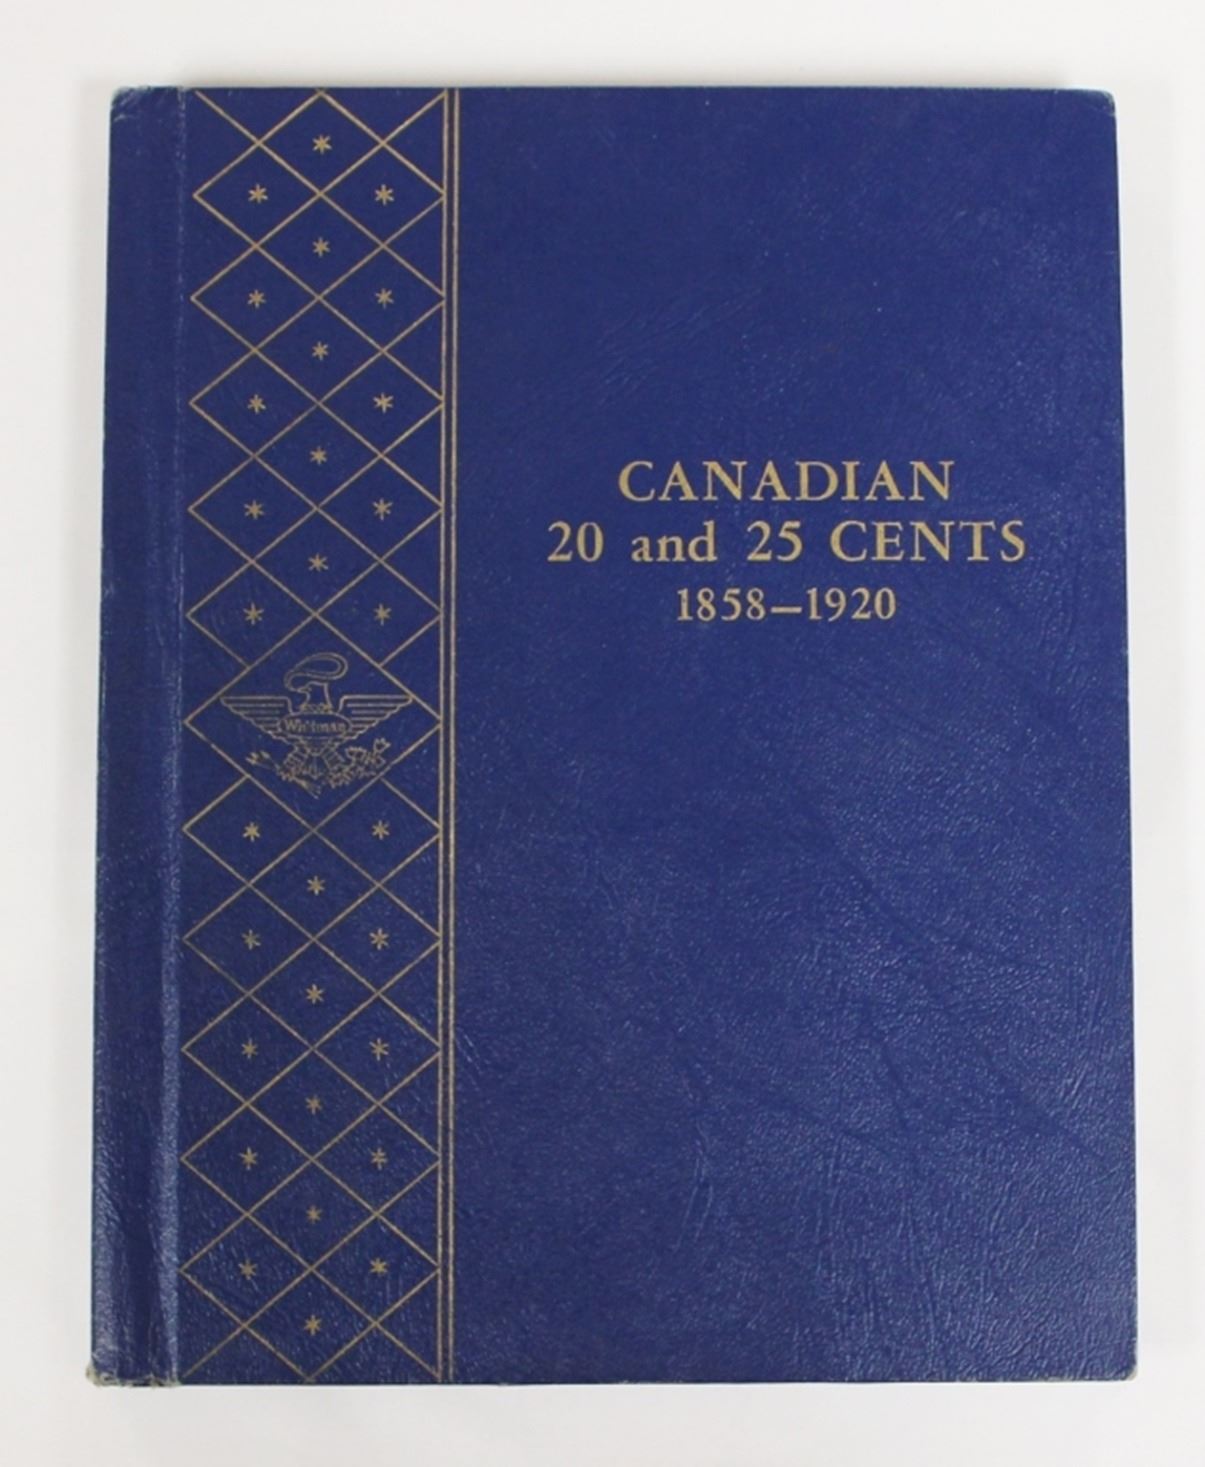 CANADIAN
20 and 25 CENTS
1858–1920
Whitman